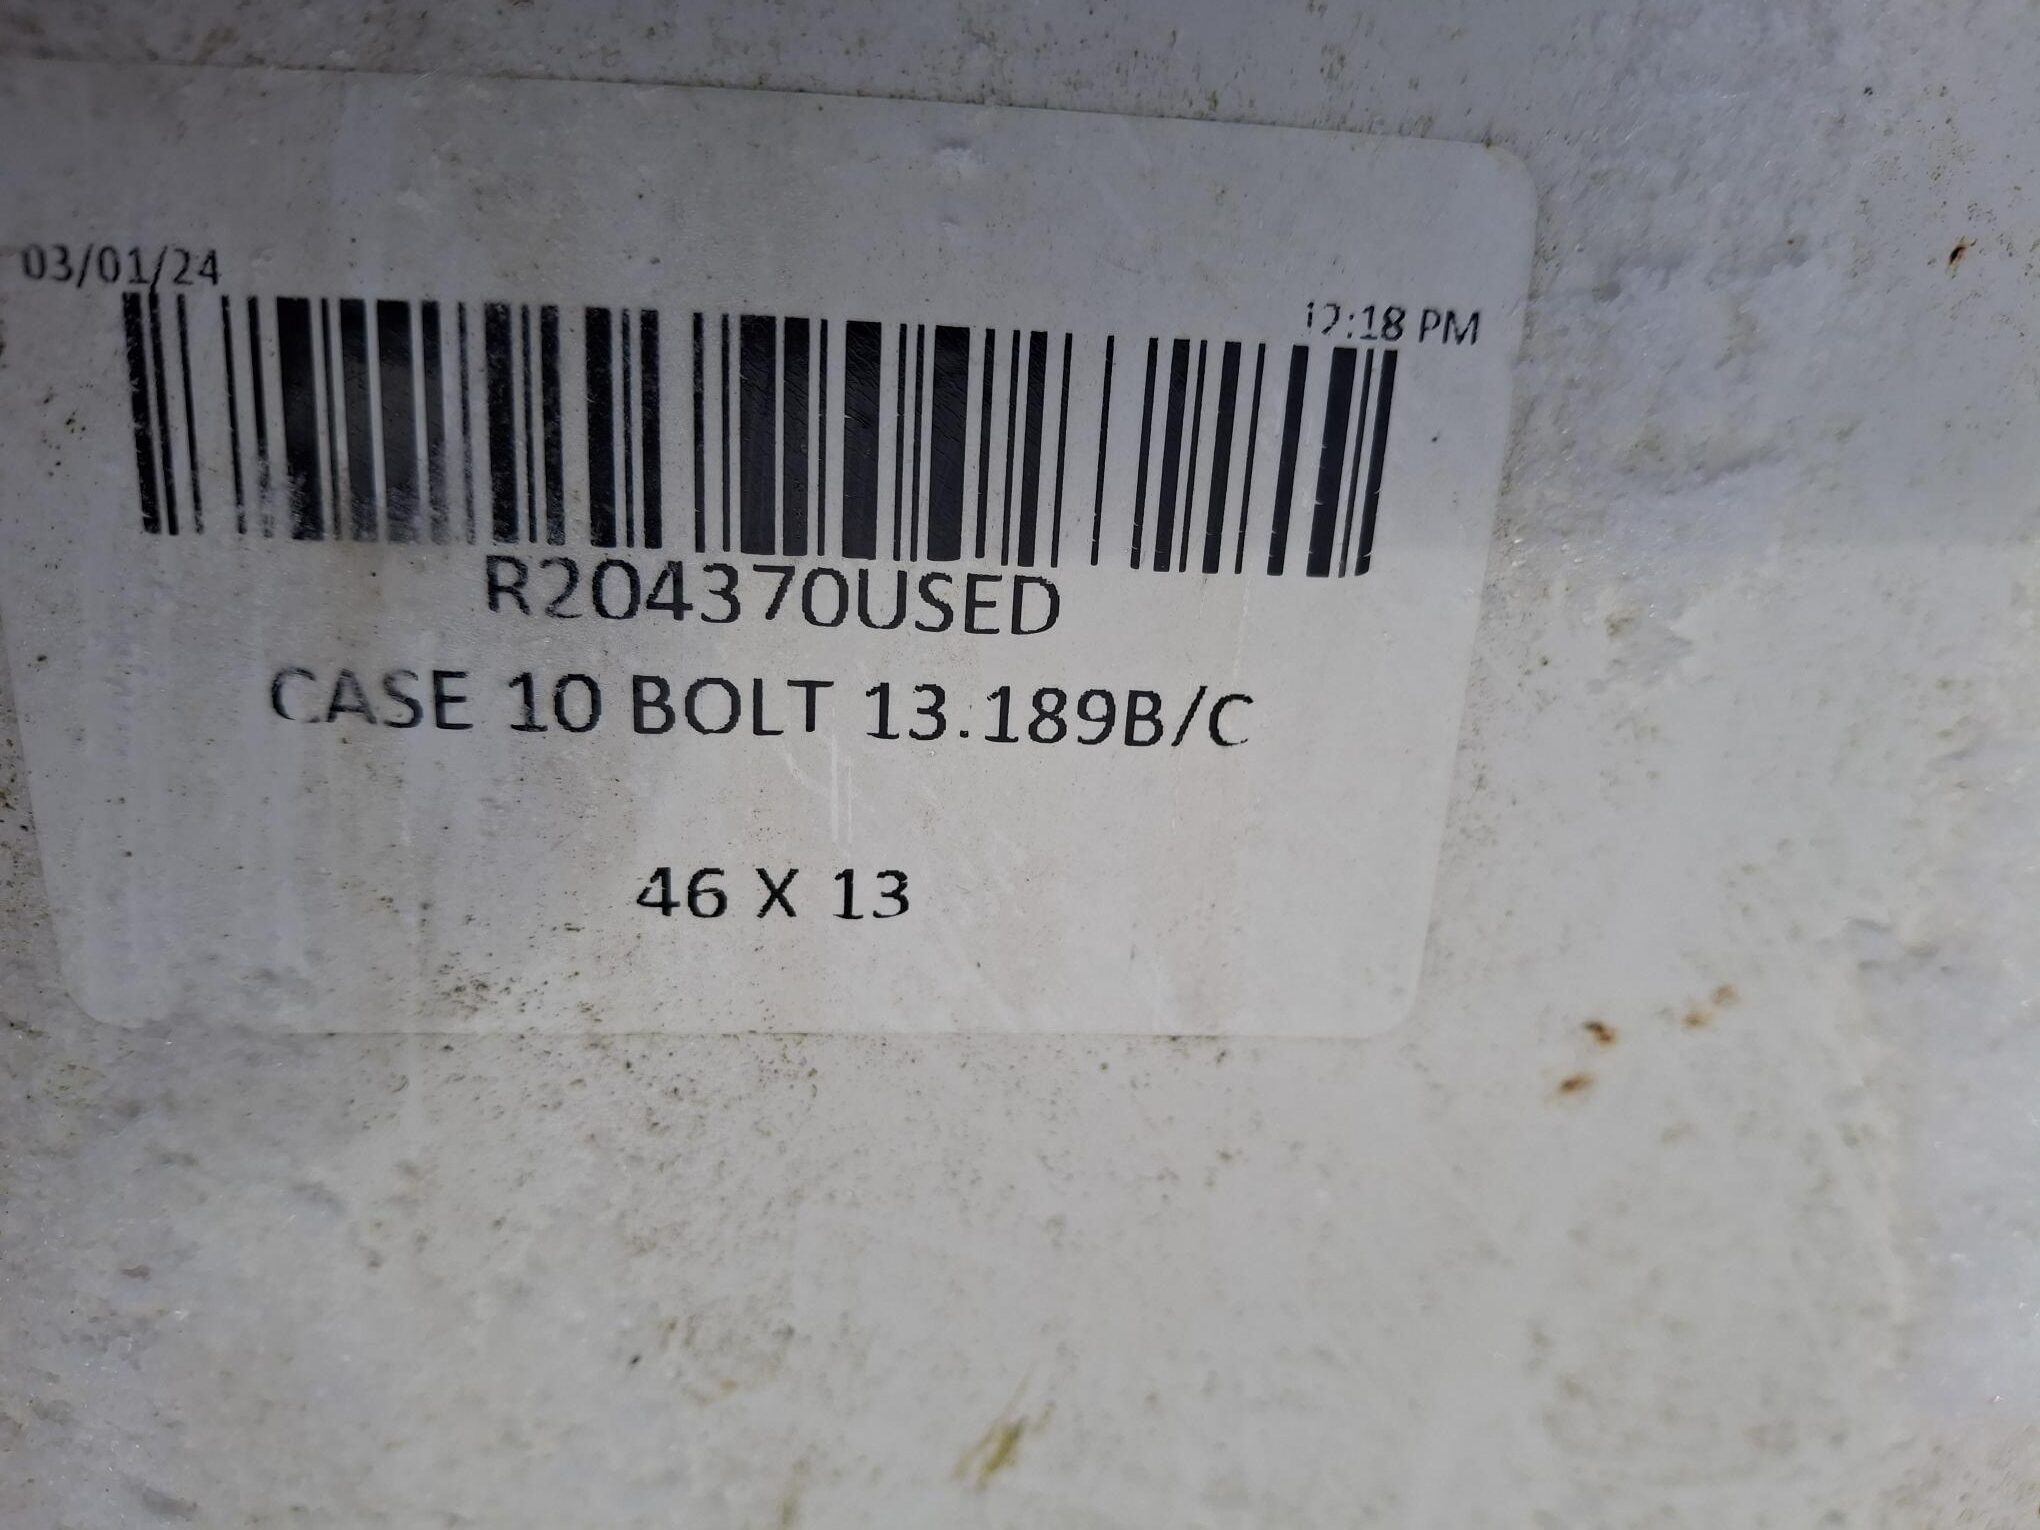 03/01/24
12:18 PM
R204370USED
CASE 10 BOLT 13.189B/C
46 X 13